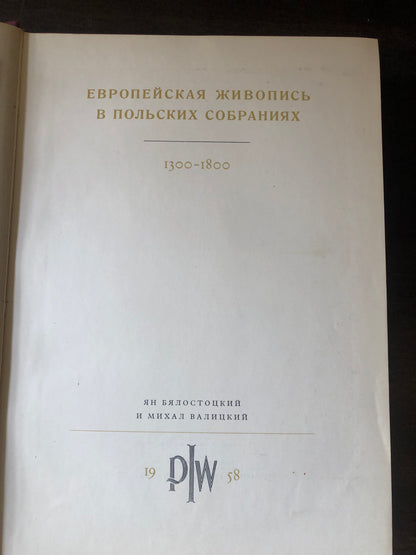 ЕВРОПЕЙСКАЯ ЖИВОПИСЬ
В ПОЛЬСКИХ СОБРАНИЯХ
1300–1800
ЯН БЯЛОСТОЦКИЙ
И МИХАЛ ВАЛИЦКИЙ
19 PIW 58